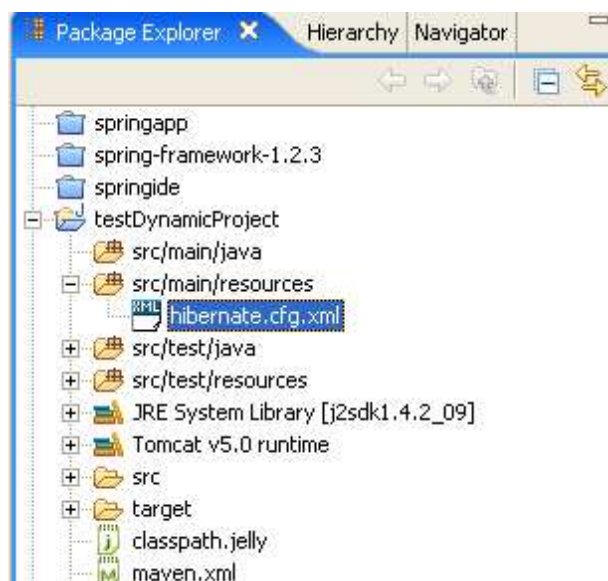 Package Explorer Hierarchy Navigator
springapp
spring-framework-1.2.3
springide
testDynamicProject
src/main/java
src/main/resources
XML hibernate.cfg.xml
src/test/java
src/test/resources
JRE System Library [j2sdk1.4.2_09]
Tomcat v5.0 runtime
src
target
classpath.jelly
maven.xml